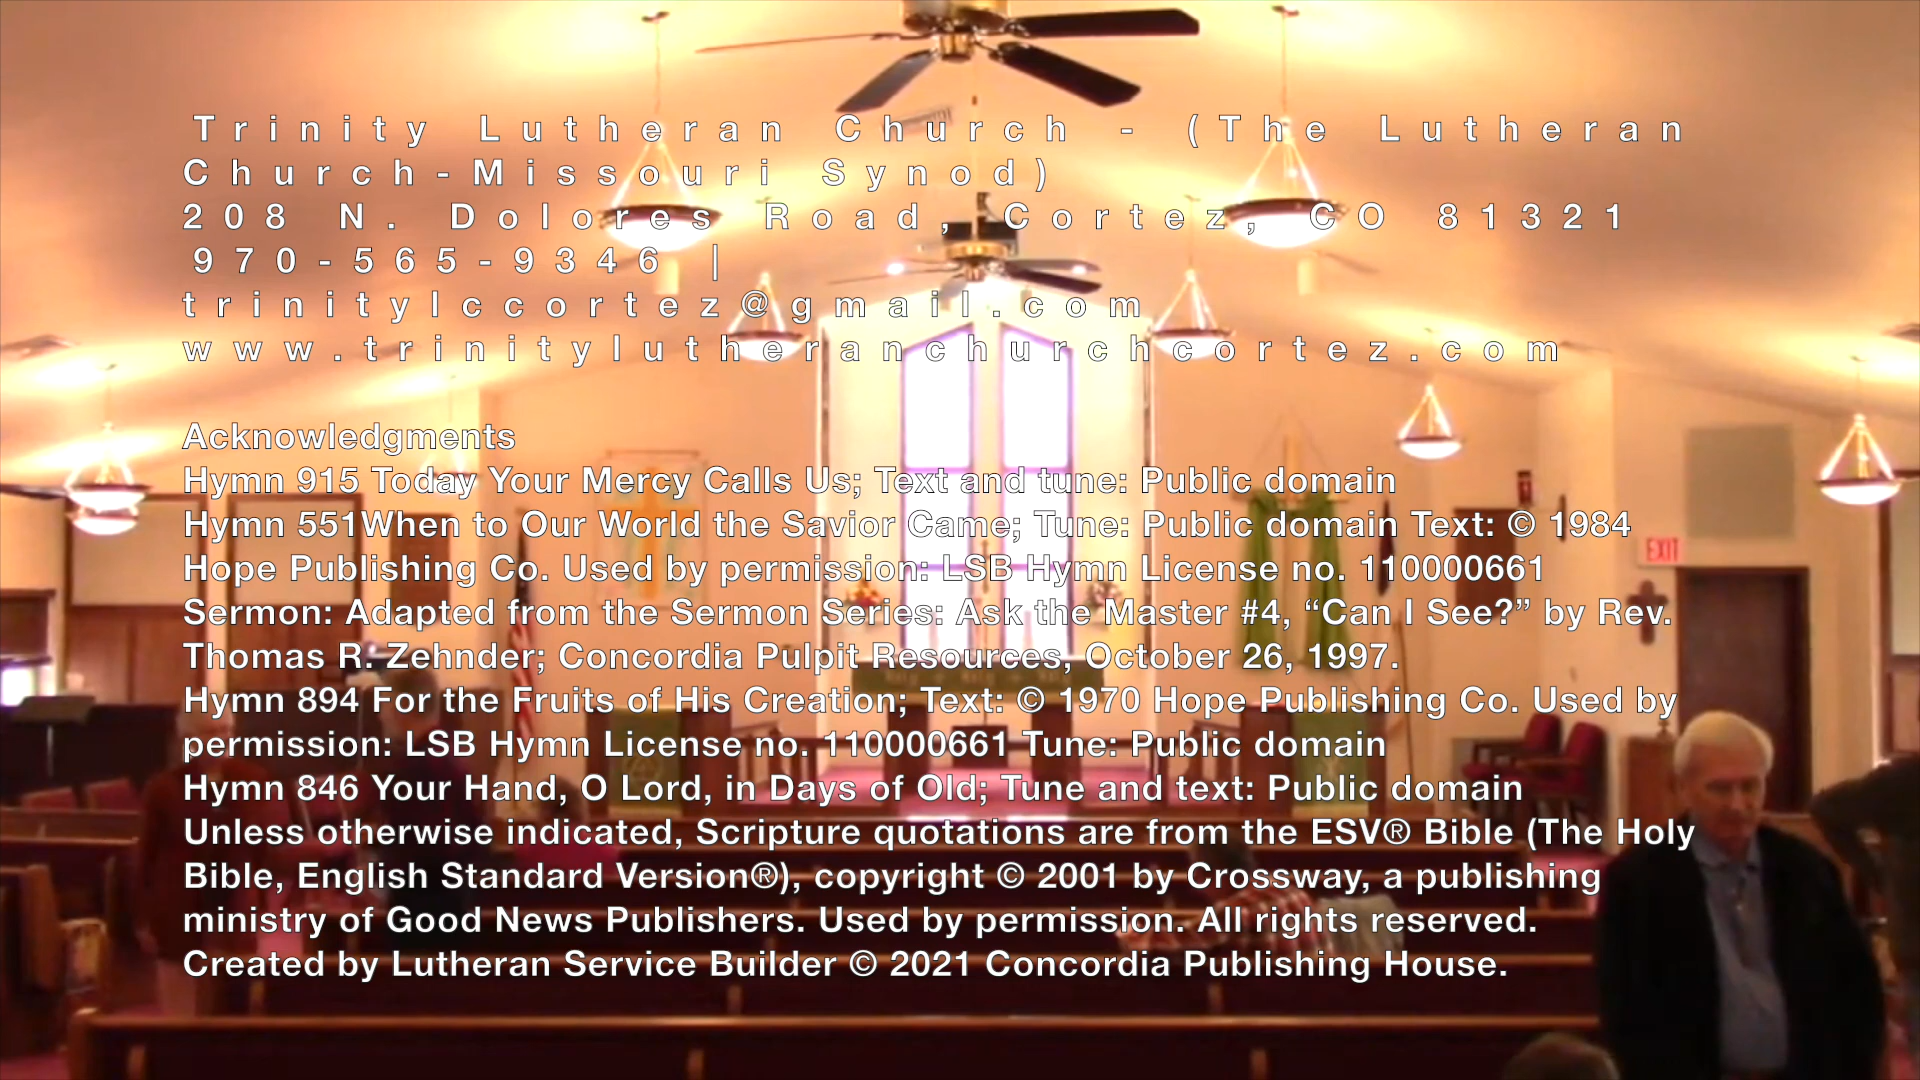 Trinity Lutheran Church - (The Lutheran
Church-Missouri Synod)
208 N. Dolores Road, Cortez, CO 81321
970-565-9346 |
trinitylccortez@gmail.com
www.trinitylutheranchurchcortez.com
Acknowledgments
Hymn 915 Today Your Mercy Calls Us; Text and tune: Public domain
Hymn 551When to Our World the Savior Came; Tune: Public domain Text: © 1984
Hope Publishing Co. Used by permission: LSB Hymn License no. 110000661
EXIT
Sermon: Adapted from the Sermon Series: Ask the Master #4, “Can I See?” by Rev.
Thomas R. Zehnder; Concordia Pulpit Resources, October 26, 1997.
Hymn 894 For the Fruits of His Creation; Text: © 1970 Hope Publishing Co. Used by
permission: LSB Hymn License no. 110000661 Tune: Public domain
Hymn 846 Your Hand, O Lord, in Days of Old; Tune and text: Public domain
Unless otherwise indicated, Scripture quotations are from the ESV® Bible (The Holy
Bible, English Standard Version®), copyright © 2001 by Crossway, a publishing
ministry of Good News Publishers. Used by permission. All rights reserved.
Created by Lutheran Service Builder © 2021 Concordia Publishing House.